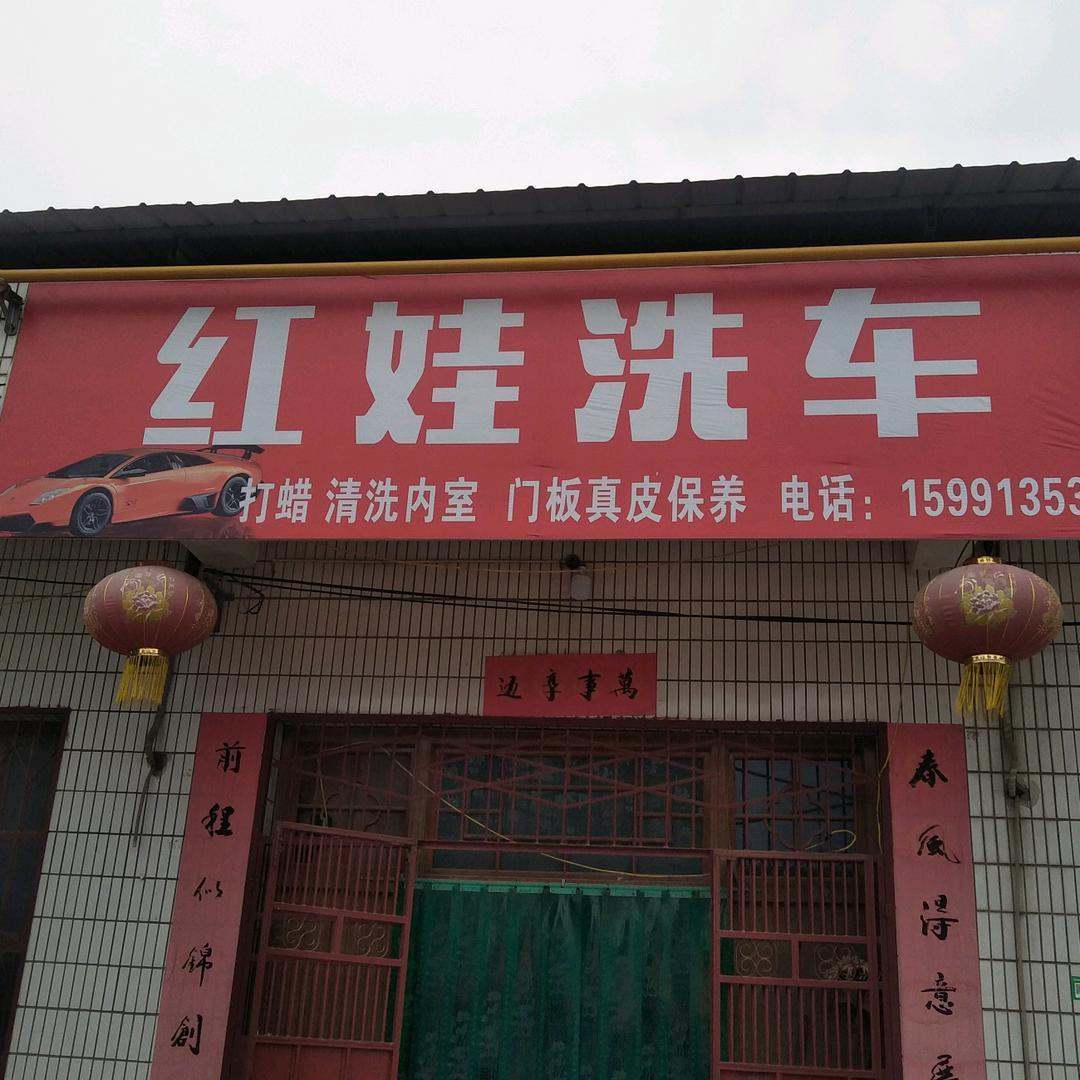 红娃洗车
打蜡 清洗内室 门板真皮保养 电话：15991353
萬事亨通
春風得意
前程似錦創